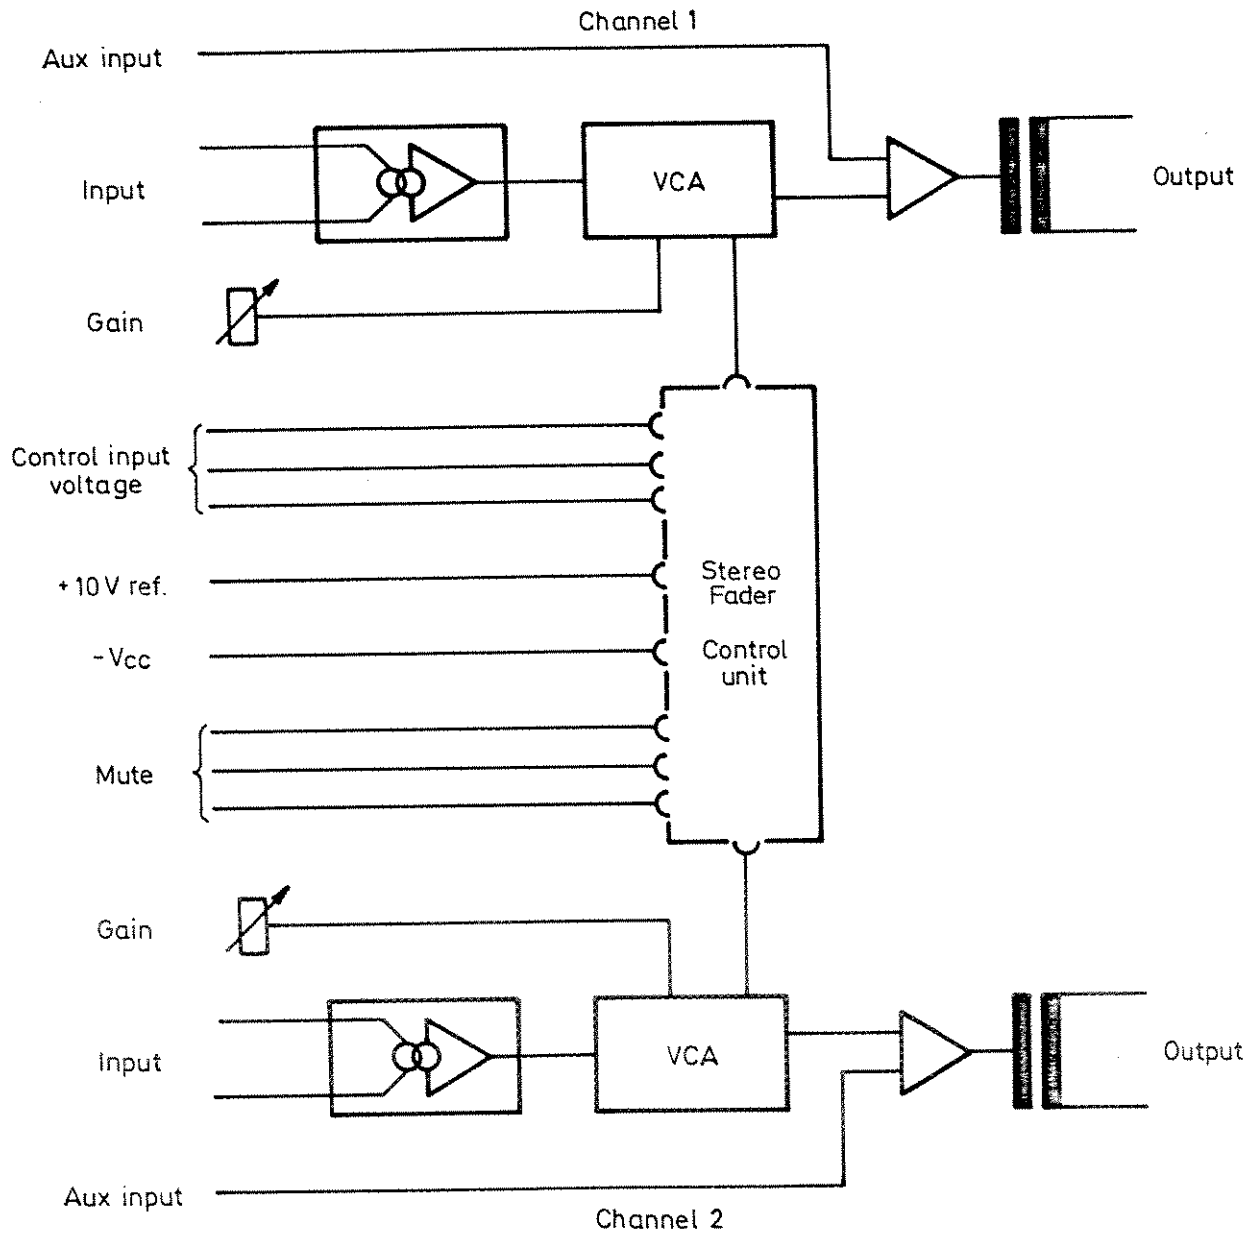 Channel 1
Aux input
Input
VCA
Output
Gain
Control input
voltage
+10 V ref.
Stereo
Fader
-Vcc
Control
unit
Mute
Gain
Input
VCA
Output
Aux input
Channel 2